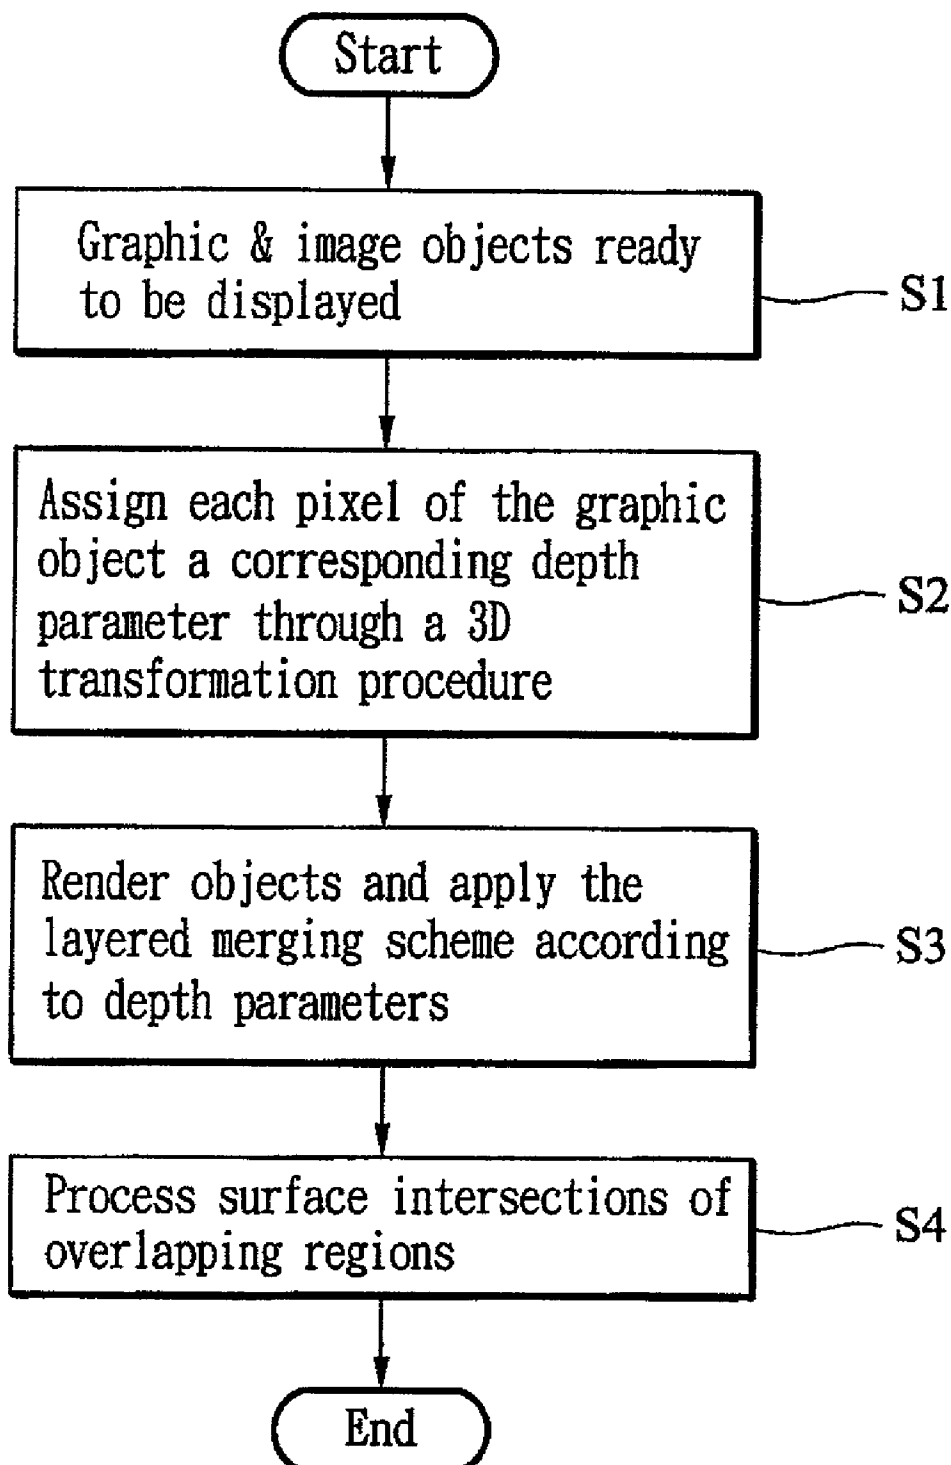 Start
Graphic & image objects ready
to be displayed
S1
Assign each pixel of the graphic
object a corresponding depth
parameter through a 3D
transformation procedure
S2
Render objects and apply the
layered merging scheme according
to depth parameters
S3
Process surface intersections of
overlapping regions
S4
End